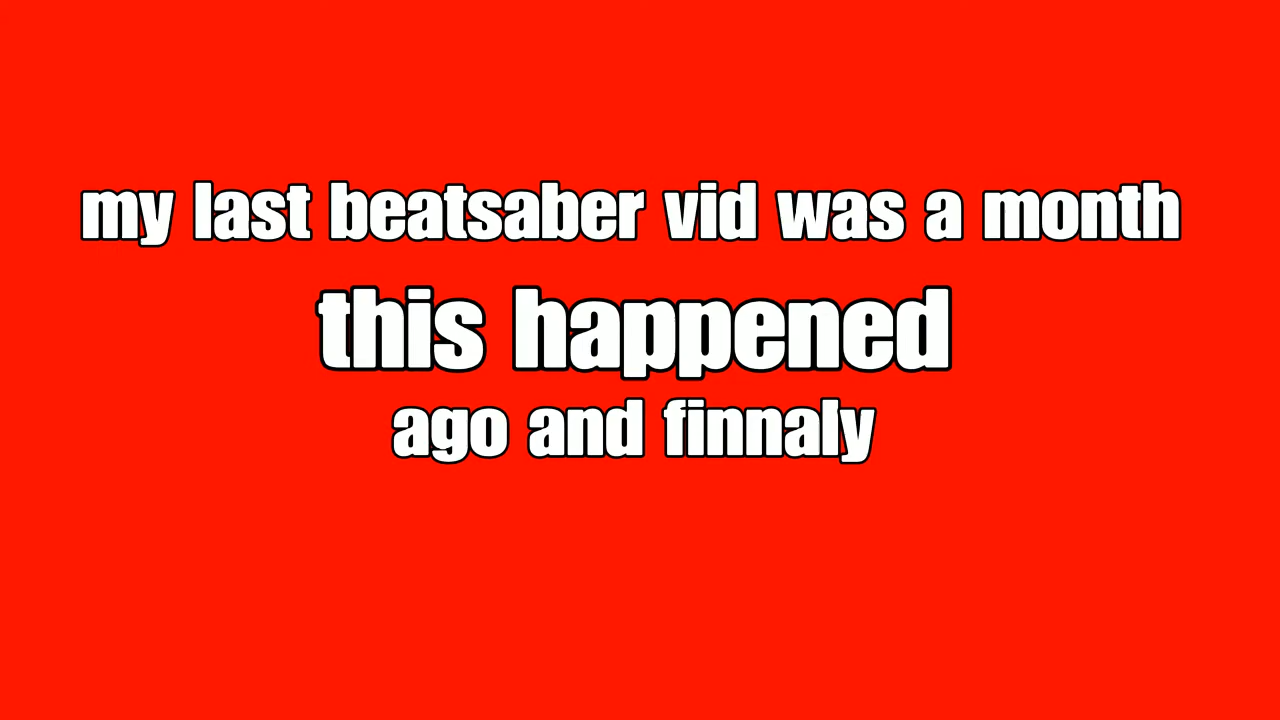 my last beatsaber vid was a month
this happened
ago and finnaly